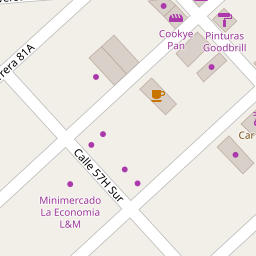 Cookye
Pan
Pinturas
Goodbrill
rrera 81A
Car
Calle 57H Sur
Minimercado
La Economia
L&M